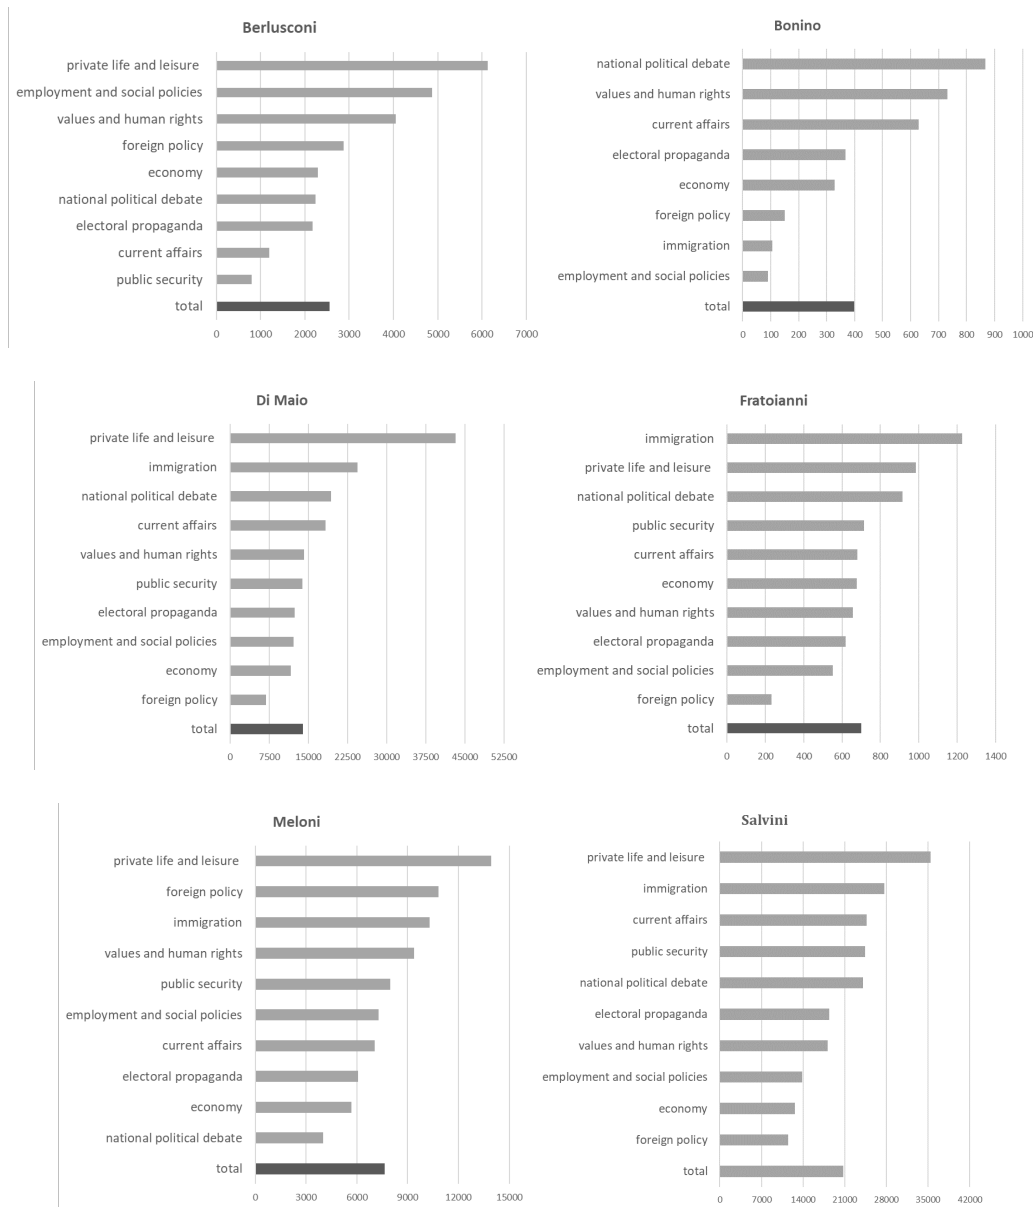 Berlusconi
private life and leisure
employment and social policies
values and human rights
foreign policy
economy
national political debate
electoral propaganda
current affairs
public security
total
0 1000 2000 3000 4000 5000 6000 7000
Bonino
national political debate
values and human rights
current affairs
electoral propaganda
economy
foreign policy
immigration
employment and social policies
total
0 100 200 300 400 500 600 700 800 900 1000
Di Maio
private life and leisure
immigration
national political debate
current affairs
values and human rights
public security
electoral propaganda
employment and social policies
economy
foreign policy
total
0 7500 15000 22500 30000 37500 45000 52500
Fratoianni
immigration
private life and leisure
national political debate
public security
current affairs
economy
values and human rights
electoral propaganda
employment and social policies
foreign policy
total
0 200 400 600 800 1000 1200 1400
Meloni
private life and leisure
foreign policy
immigration
values and human rights
public security
employment and social policies
current affairs
electoral propaganda
economy
national political debate
total
0 3000 6000 9000 12000 15000
Salvini
private life and leisure
immigration
current affairs
public security
national political debate
electoral propaganda
values and human rights
employment and social policies
economy
foreign policy
total
0 7000 14000 21000 28000 35000 42000